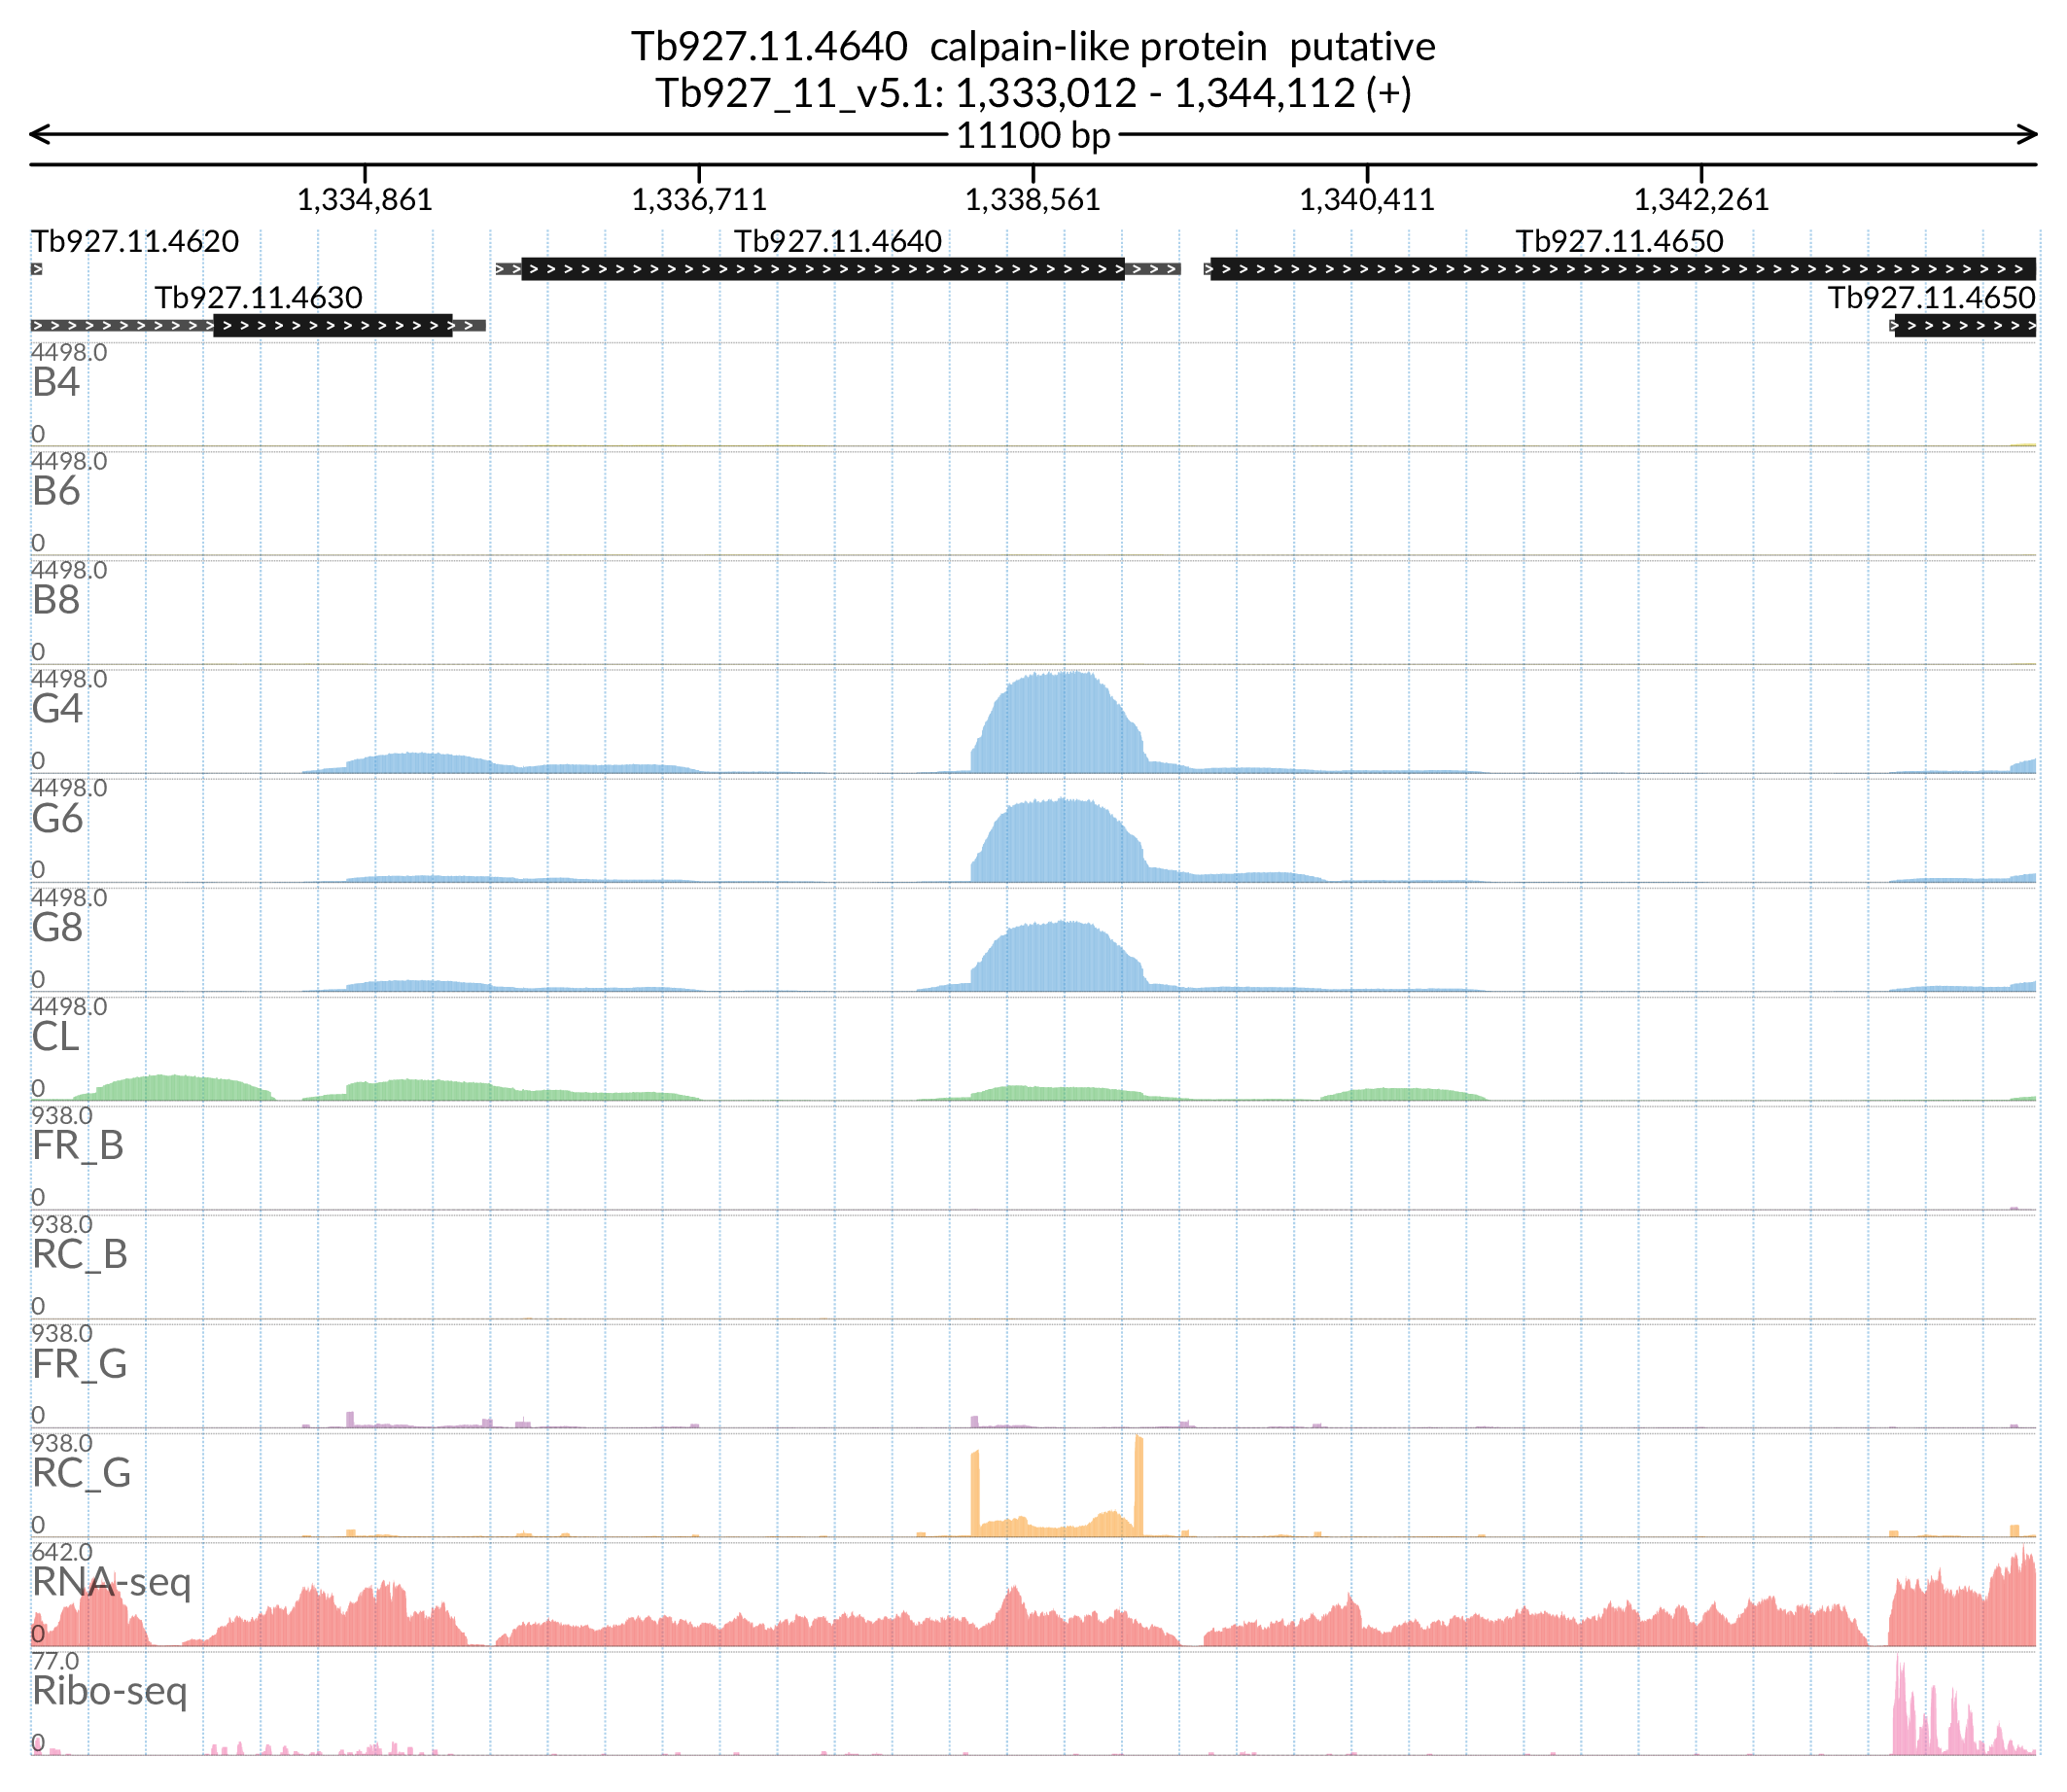 Tb927.11.4640 calpain-like protein putative
Tb927_11_v5.1: 1,333,012 - 1,344,112 (+)
11100 bp
1,334,861 1,336,711 1,338,561 1,340,411 1,342,261
Tb927.11.4620 Tb927.11.4640 Tb927.11.4650
Tb927.11.4630 Tb927.11.4650
4498.0
B4
0
4498.0
B6
0
4498.0
B8
0
4498.0
G4
0
4498.0
G6
0
4498.0
G8
0
4498.0
CL
0
938.0
FR_B
0
938.0
RC_B
0
938.0
FR_G
0
938.0
RC_G
0
642.0
RNA-seq
0
77.0
Ribo-seq
0